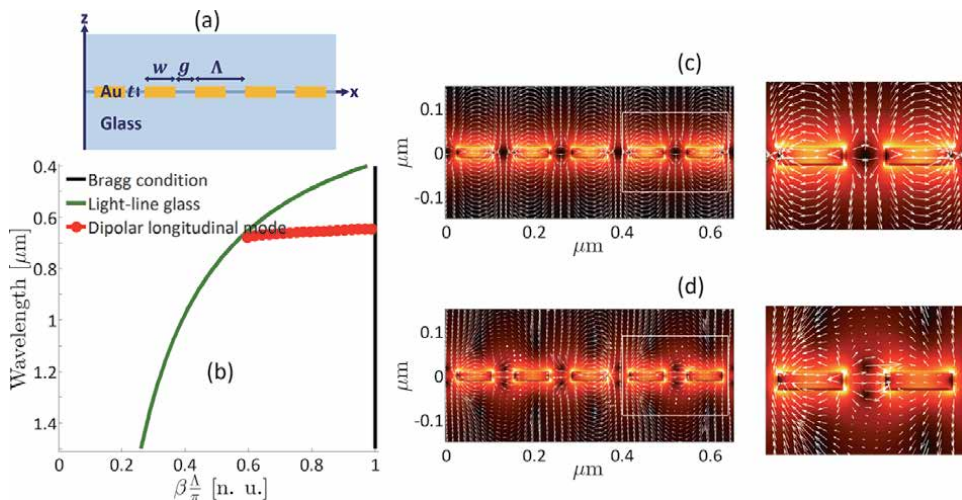 (a)
z
w g Λ
Au t
x
Glass
(b)
Bragg condition
Light-line glass
Dipolar longitudinal mode
Wavelength [μm]
0.4
0.6
0.8
1
1.2
1.4
0 0.2 0.4 0.6 0.8 1
β Λ/π [n. u.]
(c)
μm
0.1
0
-0.1
0 0.2 0.4 0.6
μm
(d)
μm
0.1
0
-0.1
0 0.2 0.4 0.6
μm